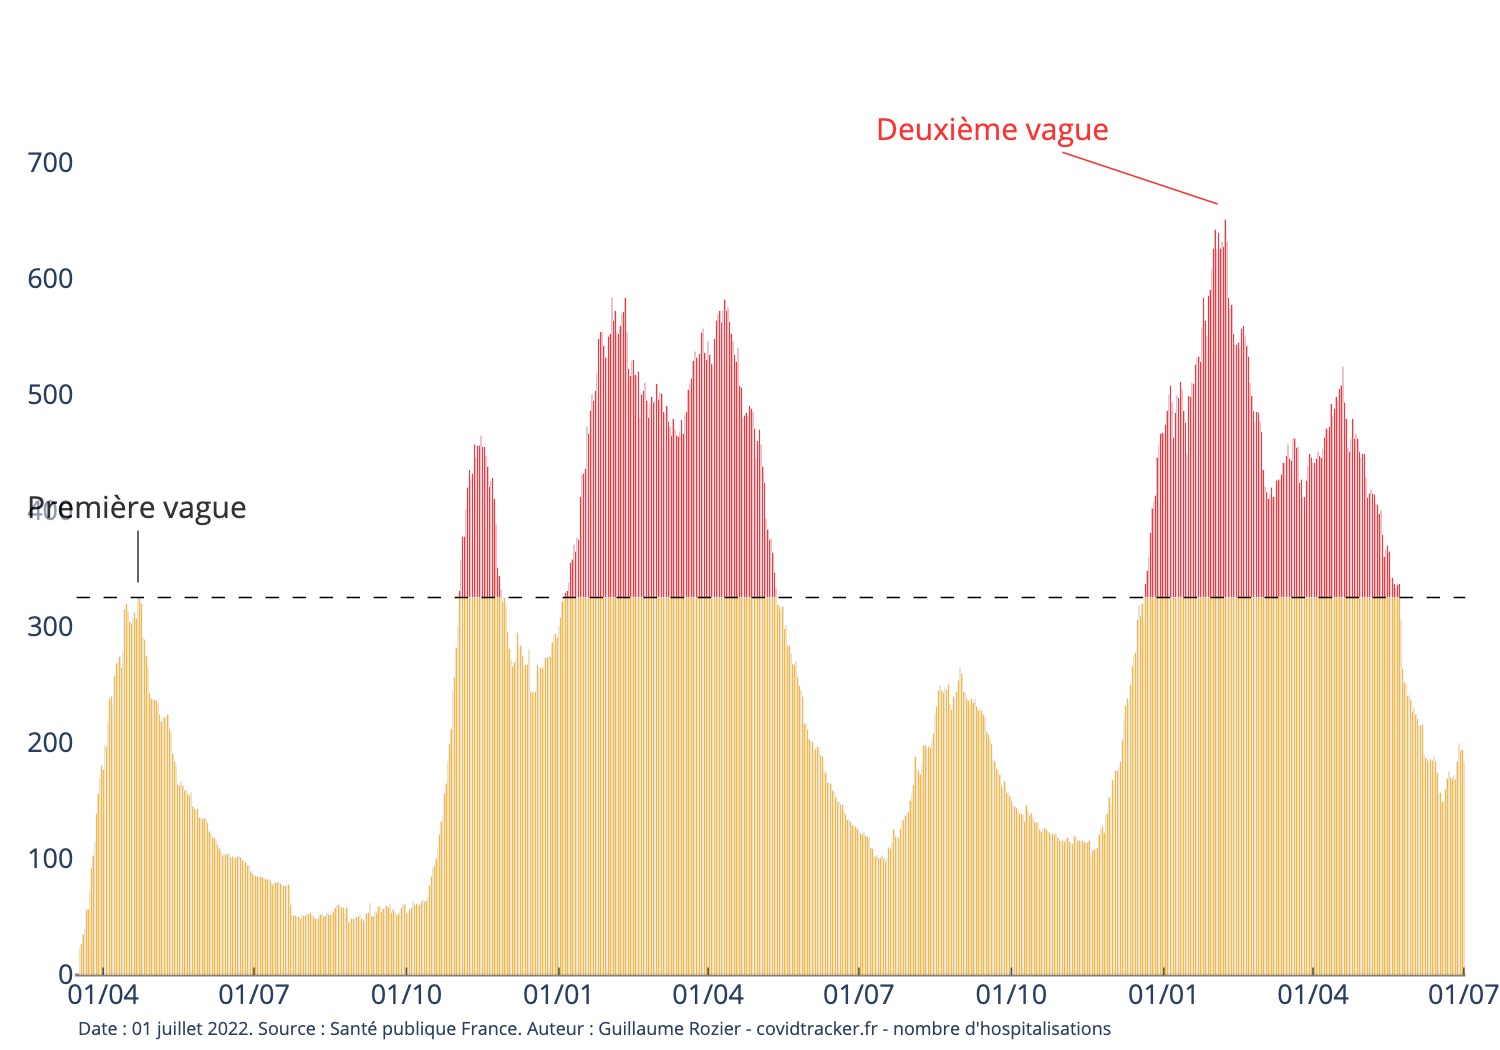 Deuxième vague
700
600
500
400
Première vague
300
200
100
0
01/04 01/07 01/10 01/01 01/04 01/07 01/10 01/01 01/04 01/07
Date : 01 juillet 2022. Source : Santé publique France. Auteur : Guillaume Rozier - covidtracker.fr - nombre d'hospitalisations